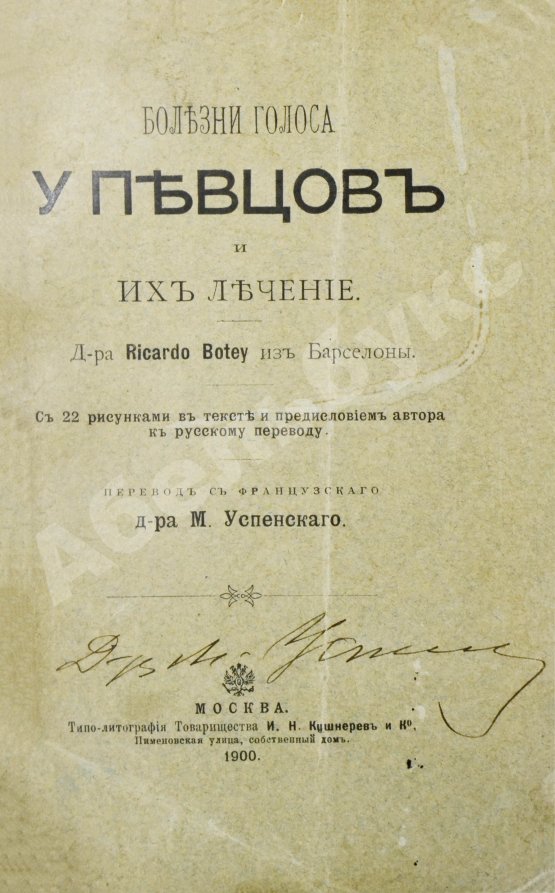 БОЛѢЗНИ ГОЛОСА
У ПѢВЦОВЪ
и
ИХЪ ЛѢЧЕНІЕ.
Д-ра Ricardo Botey изъ Барселоны.
Съ 22 рисунками въ текстѣ и предисловіемъ автора
къ русскому переводу.
ПЕРЕВОДЪ СЪ ФРАНЦУЗСКАГО
д-ра М. Успенскаго.
МОСКВА.
Типо-литографія Товарищества И. Н. Кушнеревъ и Ко,
Пименовская улица, собственный домъ.
1900.